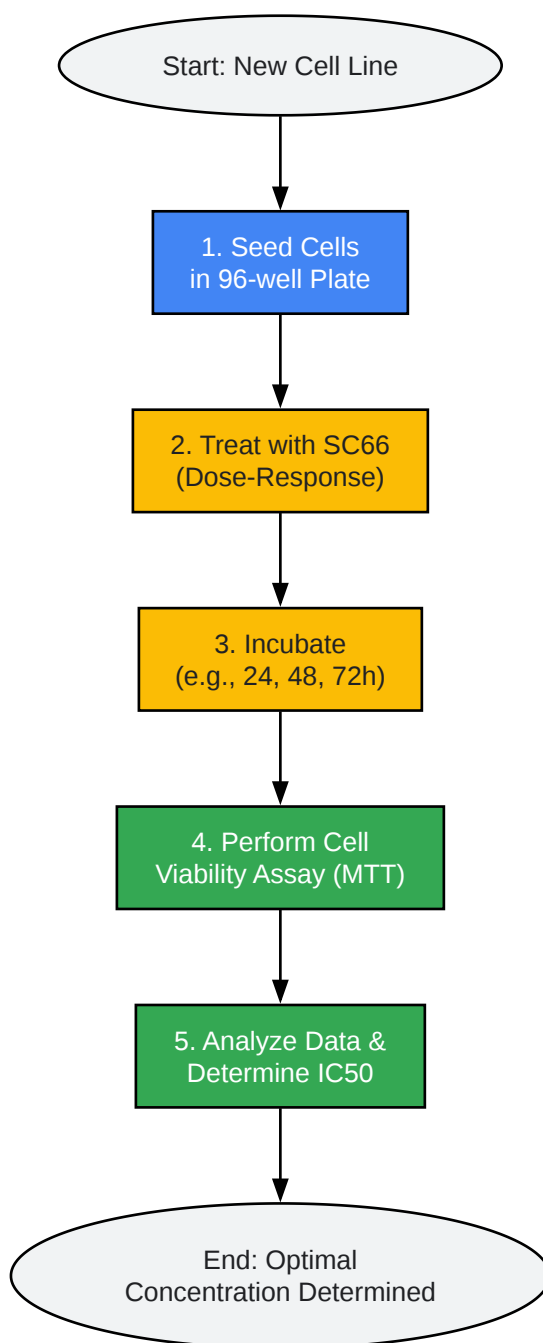 Start: New Cell Line
1. Seed Cells
in 96-well Plate
2. Treat with SC66
(Dose-Response)
3. Incubate
(e.g., 24, 48, 72h)
4. Perform Cell
Viability Assay (MTT)
5. Analyze Data &
Determine IC50
End: Optimal
Concentration Determined